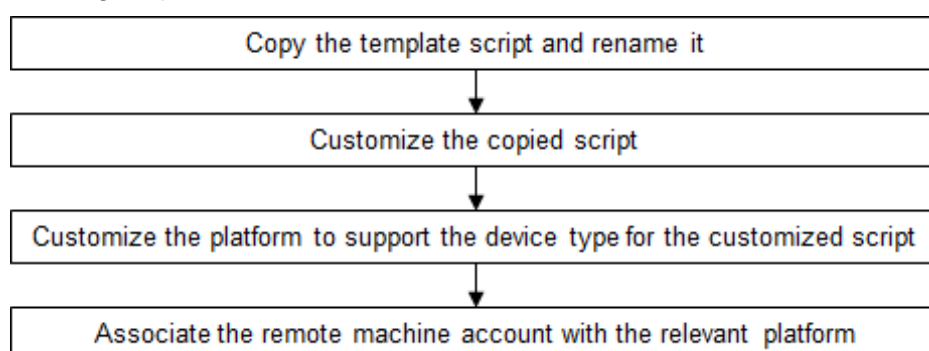 Copy the template script and rename it
Customize the copied script
Customize the platform to support the device type for the customized script
Associate the remote machine account with the relevant platform